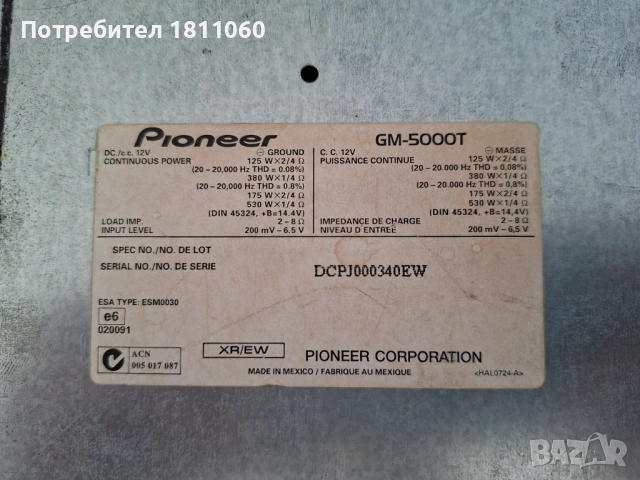 Потребител 1811060
Pioneer GM-5000T
DC./c.c. 12V ⊖ GROUND
CONTINUOUS POWER 125 W×2/4 Ω
(20 – 20,000 Hz THD = 0.08%)
380 W×1/4 Ω
(20 – 20,000 Hz THD = 0.8%)
175 W×2/4 Ω
530 W×1/4 Ω
(DIN 45324, +B=14.4V)
LOAD IMP. 2 – 8 Ω
INPUT LEVEL 200 mV – 6.5 V
C. C. 12V ⊖ MASSE
PUISSANCE CONTINUE 125 W×2/4 Ω
(20 – 20.000 Hz THD = 0,08%)
380 W×1/4 Ω
(20 – 20.000 Hz THD = 0,8%)
175 W×2/4 Ω
530 W×1/4 Ω
(DIN 45324, +B=14,4V)
IMPEDANCE DE CHARGE 2 – 8 Ω
NIVEAU D'ENTREÉ 200 mV – 6,5 V
SPEC NO./NO. DE LOT
SERIAL NO./NO. DE SERIE DCPJ000340EW
ESA TYPE: ESM0030
e6
020091
ACN
005 017 087
XR/EW
PIONEER CORPORATION
MADE IN MEXICO / FABRIQUE AU MEXIQUE
<HAL0724-A>
BAZAR